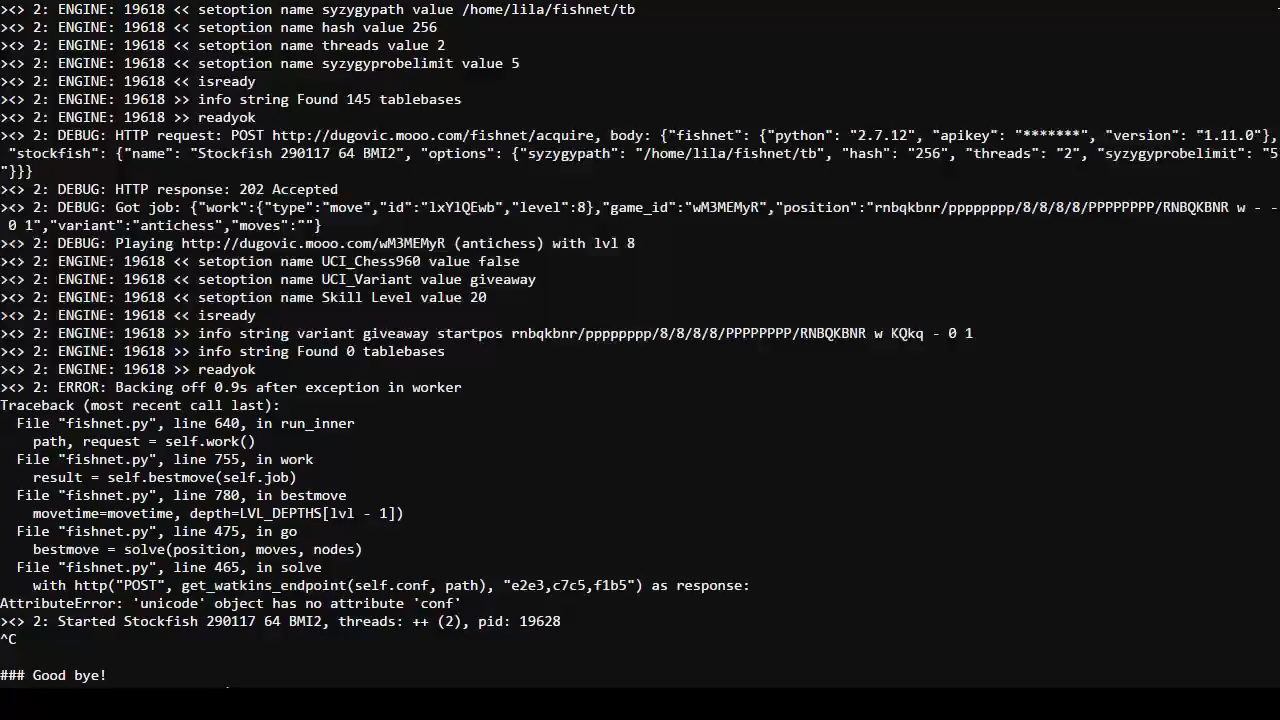 ><> 2: ENGINE: 19618 << setoption name syzygypath value /home/lila/fishnet/tb
><> 2: ENGINE: 19618 << setoption name hash value 256
><> 2: ENGINE: 19618 << setoption name threads value 2
><> 2: ENGINE: 19618 << setoption name syzygyprobelimit value 5
><> 2: ENGINE: 19618 << isready
><> 2: ENGINE: 19618 >> info string Found 145 tablebases
><> 2: ENGINE: 19618 >> readyok
><> 2: DEBUG: HTTP request: POST http://dugovic.mooo.com/fishnet/acquire, body: {"fishnet": {"python": "2.7.12", "apikey": "*******", "version": "1.11.0"},
"stockfish": {"name": "Stockfish 290117 64 BMI2", "options": {"syzygypath": "/home/lila/fishnet/tb", "hash": "256", "threads": "2", "syzygyprobelimit": "5
"}}}
><> 2: DEBUG: HTTP response: 202 Accepted
><> 2: DEBUG: Got job: {"work":{"type":"move","id":"lxYlQEwb","level":8},"game_id":"wM3MEMyR","position":"rnbqkbnr/pppppppp/8/8/8/8/PPPPPPPP/RNBQKBNR w - -
0 1","variant":"antichess","moves":""}
><> 2: DEBUG: Playing http://dugovic.mooo.com/wM3MEMyR (antichess) with lvl 8
><> 2: ENGINE: 19618 << setoption name UCI_Chess960 value false
><> 2: ENGINE: 19618 << setoption name UCI_Variant value giveaway
><> 2: ENGINE: 19618 << setoption name Skill Level value 20
><> 2: ENGINE: 19618 << isready
><> 2: ENGINE: 19618 >> info string variant giveaway startpos rnbqkbnr/pppppppp/8/8/8/8/PPPPPPPP/RNBQKBNR w KQkq - 0 1
><> 2: ENGINE: 19618 >> info string Found 0 tablebases
><> 2: ENGINE: 19618 >> readyok
><> 2: ERROR: Backing off 0.9s after exception in worker
Traceback (most recent call last):
  File "fishnet.py", line 640, in run_inner
    path, request = self.work()
  File "fishnet.py", line 755, in work
    result = self.bestmove(self.job)
  File "fishnet.py", line 780, in bestmove
    movetime=movetime, depth=LVL_DEPTHS[lvl - 1])
  File "fishnet.py", line 475, in go
    bestmove = solve(position, moves, nodes)
  File "fishnet.py", line 465, in solve
    with http("POST", get_watkins_endpoint(self.conf, path), "e2e3,c7c5,f1b5") as response:
AttributeError: 'unicode' object has no attribute 'conf'
><> 2: Started Stockfish 290117 64 BMI2, threads: ++ (2), pid: 19628
^C
### Good bye!